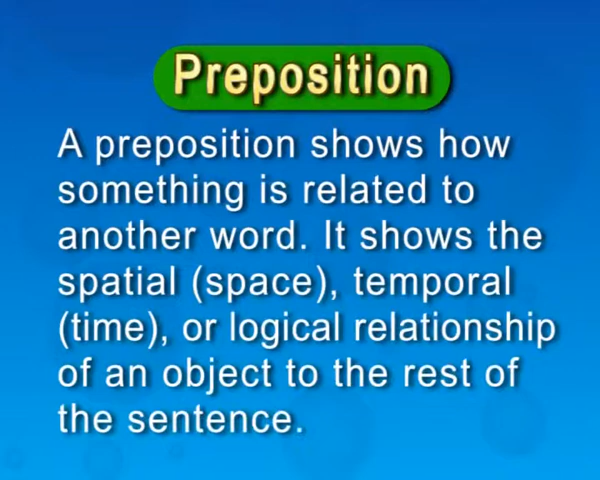 Preposition
A preposition shows how
something is related to
another word. It shows the
spatial (space), temporal
(time), or logical relationship
of an object to the rest of
the sentence.